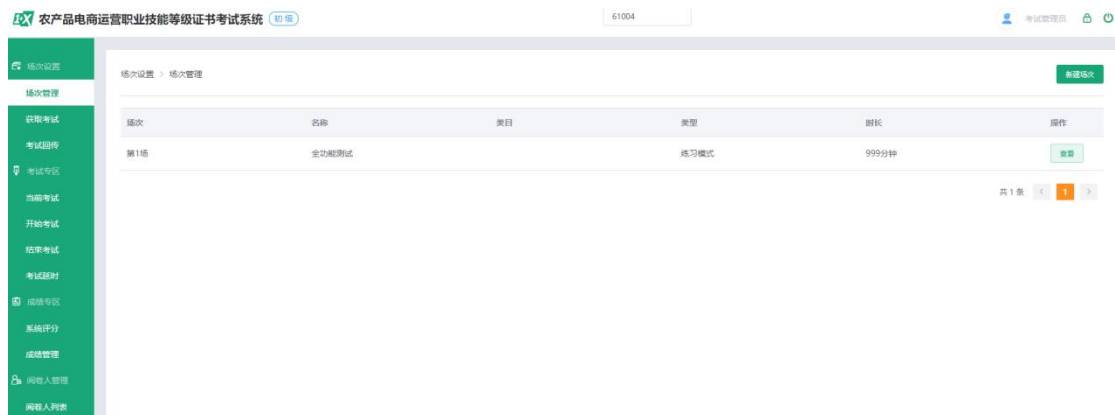 1+X 农产品电商运营职业技能等级证书考试系统 初级 61004 考试管理员
场次设置
场次管理
获取考试
考试回传
考试专区
当前考试
开始考试
结束考试
考试延时
成绩专区
系统评分
成绩管理
阅卷人管理
阅卷人列表
场次设置 > 场次管理 新建场次
场次 名称 类目 类型 时长 操作
第1场 全功能测试 练习模式 999分钟 查看
共 1 条 < 1 >